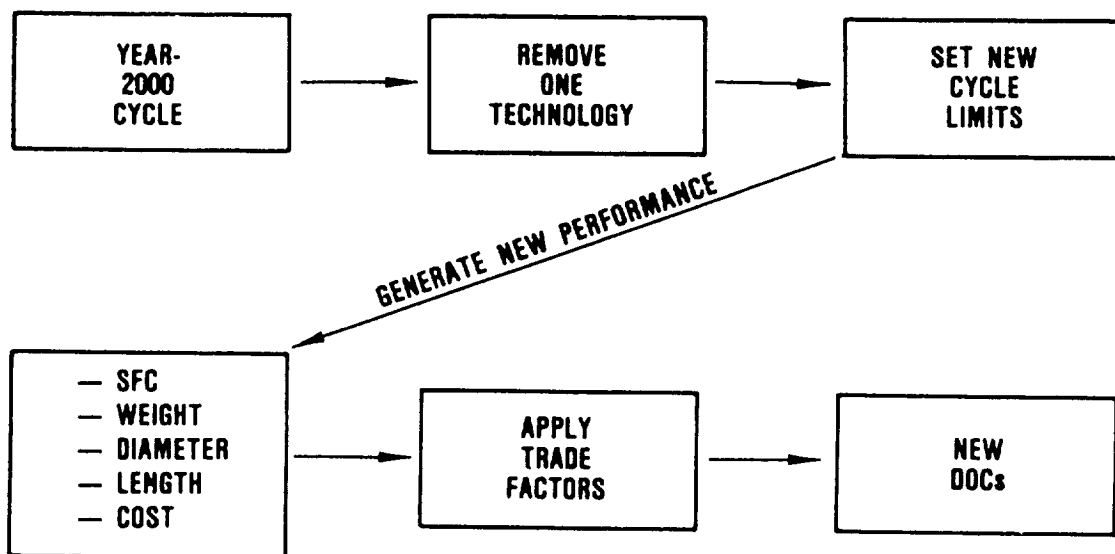 YEAR-
2000
CYCLE
REMOVE
ONE
TECHNOLOGY
SET NEW
CYCLE
LIMITS
GENERATE NEW PERFORMANCE
— SFC
— WEIGHT
— DIAMETER
— LENGTH
— COST
APPLY
TRADE
FACTORS
NEW
DOCs